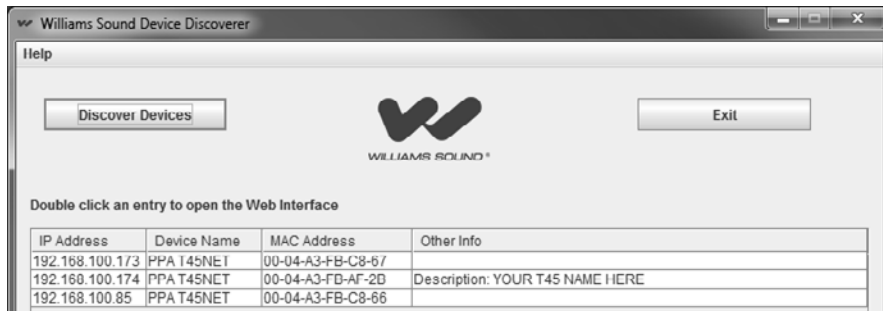 Williams Sound Device Discoverer
Help
Discover Devices
Exit
WILLIAMS SOUND®
Double click an entry to open the Web Interface
IP Address Device Name MAC Address Other Info
192.168.100.173 PPA T45NET 00-04-A3-FB-C8-67
192.168.100.174 PPA T45NET 00-04-A3-FB-AF-2B Description: YOUR T45 NAME HERE
192.168.100.85 PPA T45NET 00-04-A3-FB-C8-66